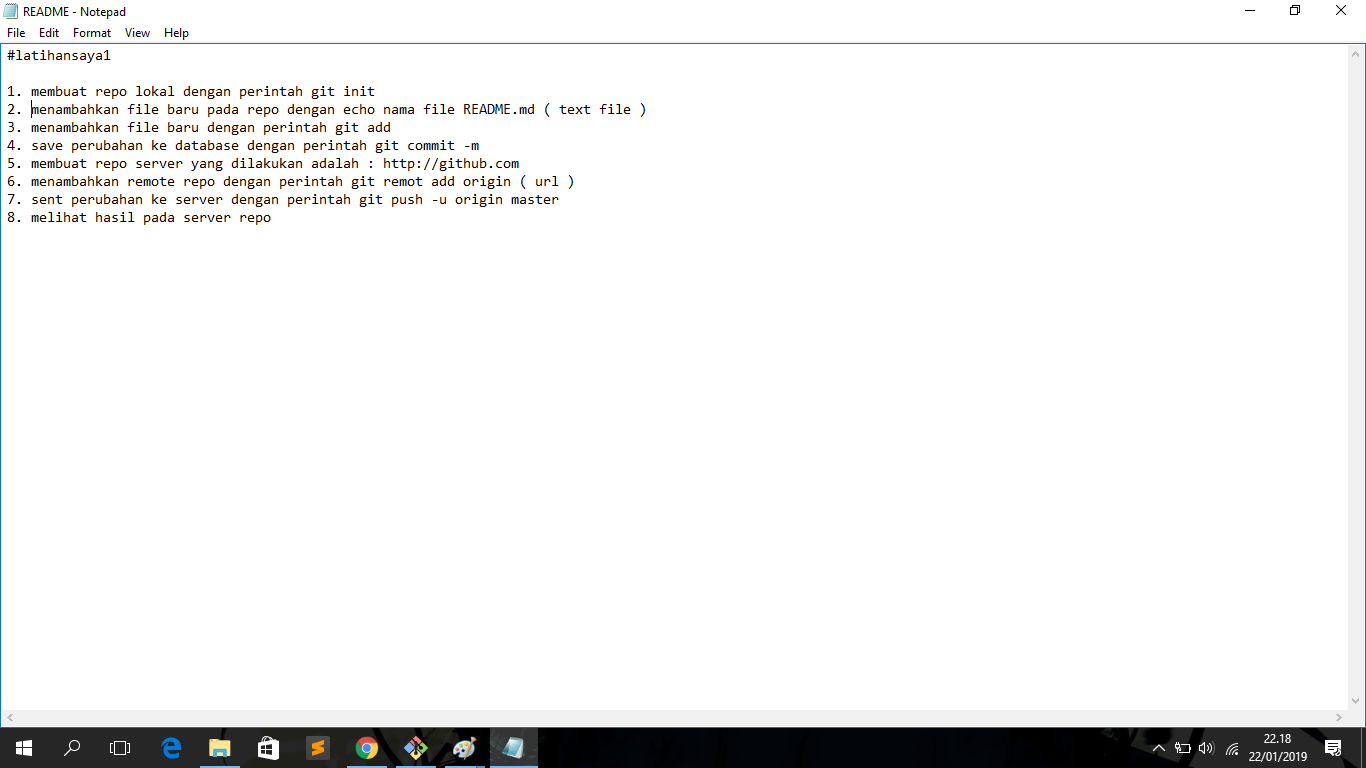 README - Notepad
File Edit Format View Help
#latihansaya1
1. membuat repo lokal dengan perintah git init
2. menambahkan file baru pada repo dengan echo nama file README.md ( text file )
3. menambahkan file baru dengan perintah git add
4. save perubahan ke database dengan perintah git commit -m
5. membuat repo server yang dilakukan adalah : http://github.com
6. menambahkan remote repo dengan perintah git remot add origin ( url )
7. sent perubahan ke server dengan perintah git push -u origin master
8. melihat hasil pada server repo
22.18
22/01/2019